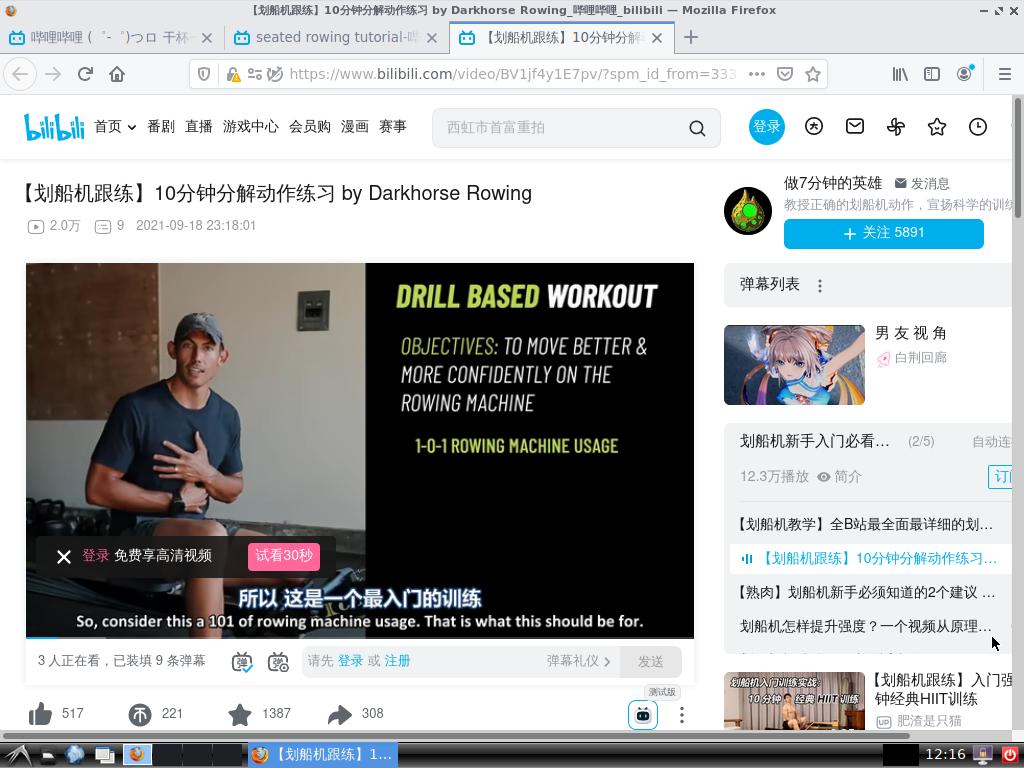 【划船机跟练】10分钟分解动作练习 by Darkhorse Rowing_哔哩哔哩_bilibili — Mozilla Firefox
哔哩哔哩 ( ゜- ゜)つロ 干杯~
seated rowing tutorial-哔
【划船机跟练】10分钟分解
https://www.bilibili.com/video/BV1jf4y1E7pv/?spm_id_from=333
bilibili
首页
番剧
直播
游戏中心
会员购
漫画
赛事
西虹市首富重拍
登录
【划船机跟练】10分钟分解动作练习 by Darkhorse Rowing
2.0万
9
2021-09-18 23:18:01
做7分钟的英雄
发消息
教授正确的划船机动作，宣扬科学的训练
+ 关注 5891
DRILL BASED WORKOUT
OBJECTIVES: TO MOVE BETTER &
MORE CONFIDENTLY ON THE
ROWING MACHINE
1-0-1 ROWING MACHINE USAGE
登录 免费享高清视频
试看30秒
所以 这是一个最入门的训练
So, consider this a 101 of rowing machine usage. That is what this should be for.
3 人正在看，已装填 9 条弹幕
请先 登录 或 注册
弹幕礼仪
发送
517
221
1387
308
测试版
弹幕列表
男 友 视 角
白荆回廊
划船机新手入门必看…
(2/5)
自动连
12.3万播放
简介
订
【划船机教学】全B站最全面最详细的划…
【划船机跟练】10分钟分解动作练习…
【熟肉】划船机新手必须知道的2个建议 …
划船机怎样提升强度？一个视频从原理…
划船机入门训练实战:
10 分钟 经典 HIIT 训练
【划船机跟练】入门强
钟经典HIIT训练
UP 肥渣是只猫
【划船机跟练】1...
12:16